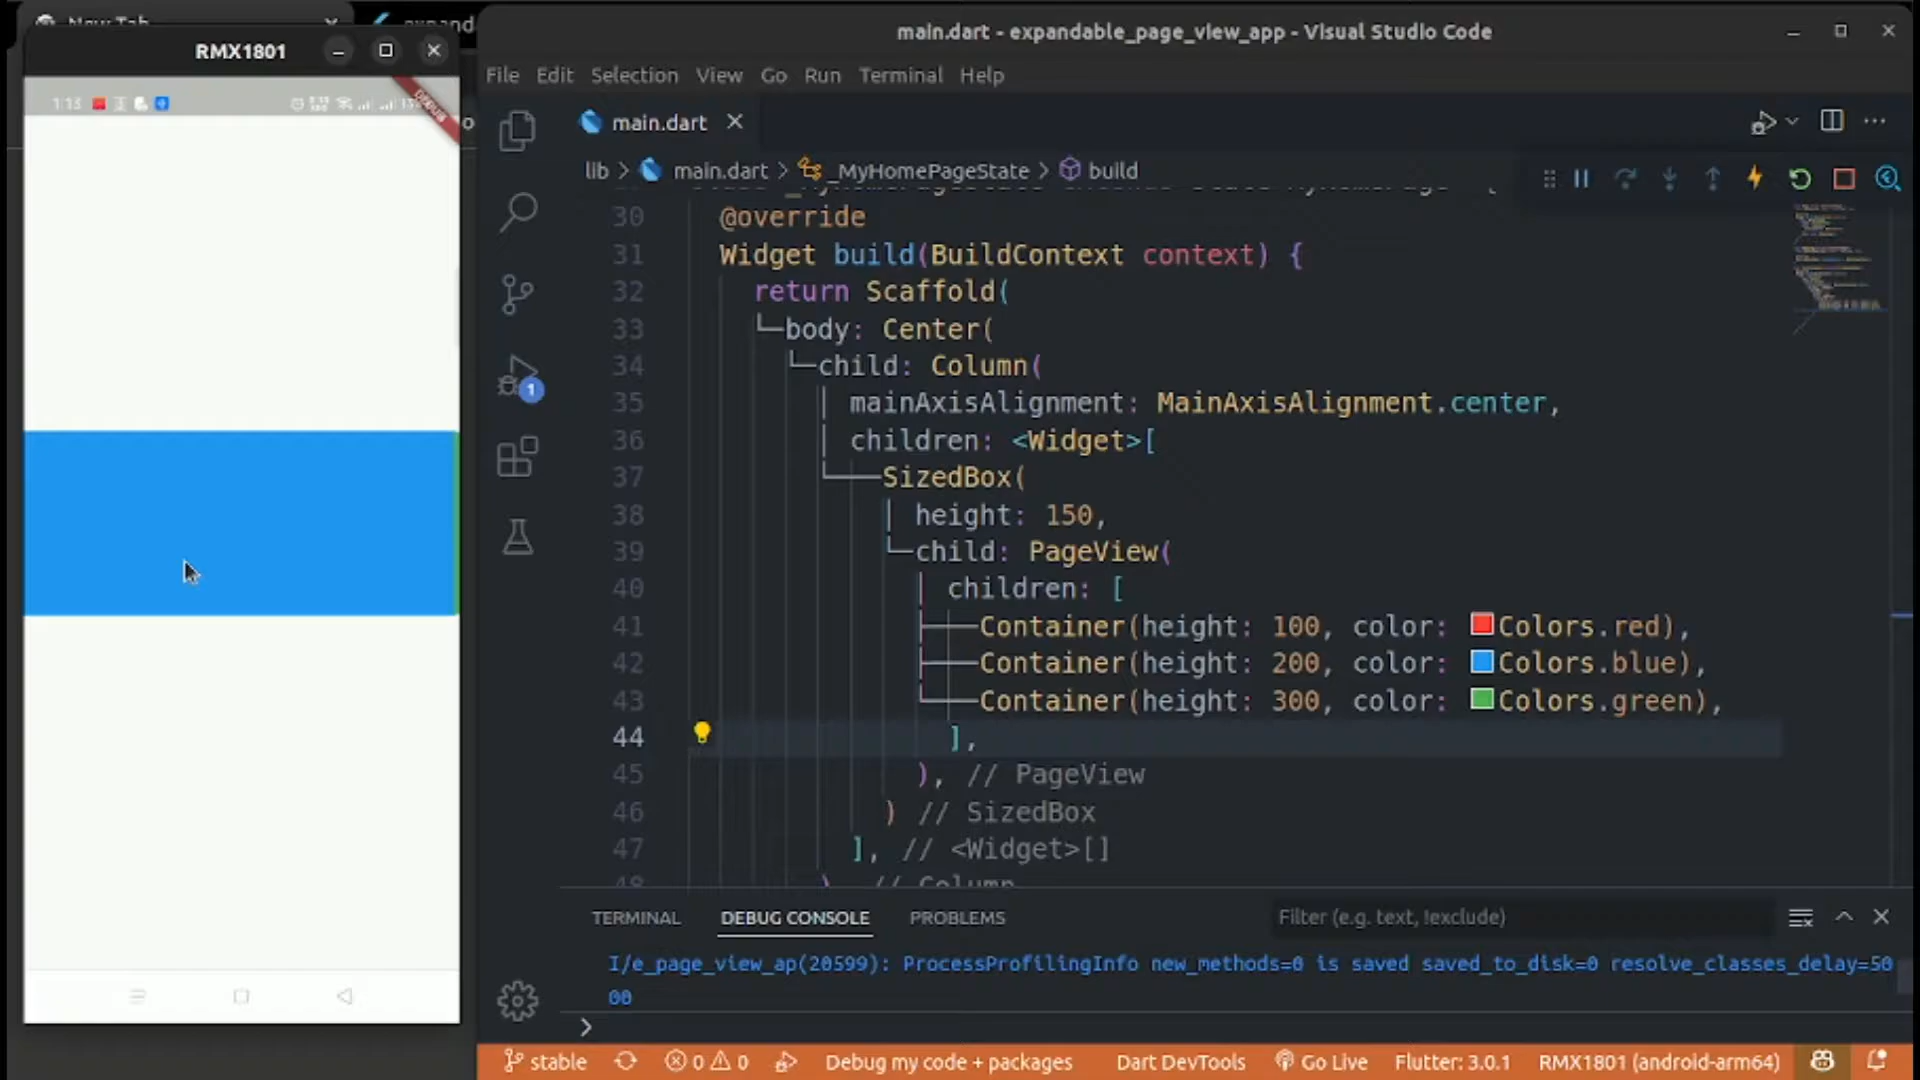 New Tab
expand
RMX1801
1:13
DEBUG
main.dart - expandable_page_view_app - Visual Studio Code
File Edit Selection View Go Run Terminal Help
main.dart
lib > main.dart > _MyHomePageState > build
30 @override
31 Widget build(BuildContext context) {
32 return Scaffold(
33 body: Center(
34 child: Column(
35 mainAxisAlignment: MainAxisAlignment.center,
36 children: <Widget>[
37 SizedBox(
38 height: 150,
39 child: PageView(
40 children: [
41 Container(height: 100, color: Colors.red),
42 Container(height: 200, color: Colors.blue),
43 Container(height: 300, color: Colors.green),
44 ],
45 ), // PageView
46 ) // SizedBox
47 ], // <Widget>[]
48 ) // Column
1
TERMINAL DEBUG CONSOLE PROBLEMS Filter (e.g. text, !exclude)
I/e_page_view_ap(20599): ProcessProfilingInfo new_methods=0 is saved saved_to_disk=0 resolve_classes_delay=50
00
>
stable 0 0 Debug my code + packages Dart DevTools Go Live Flutter: 3.0.1 RMX1801 (android-arm64)